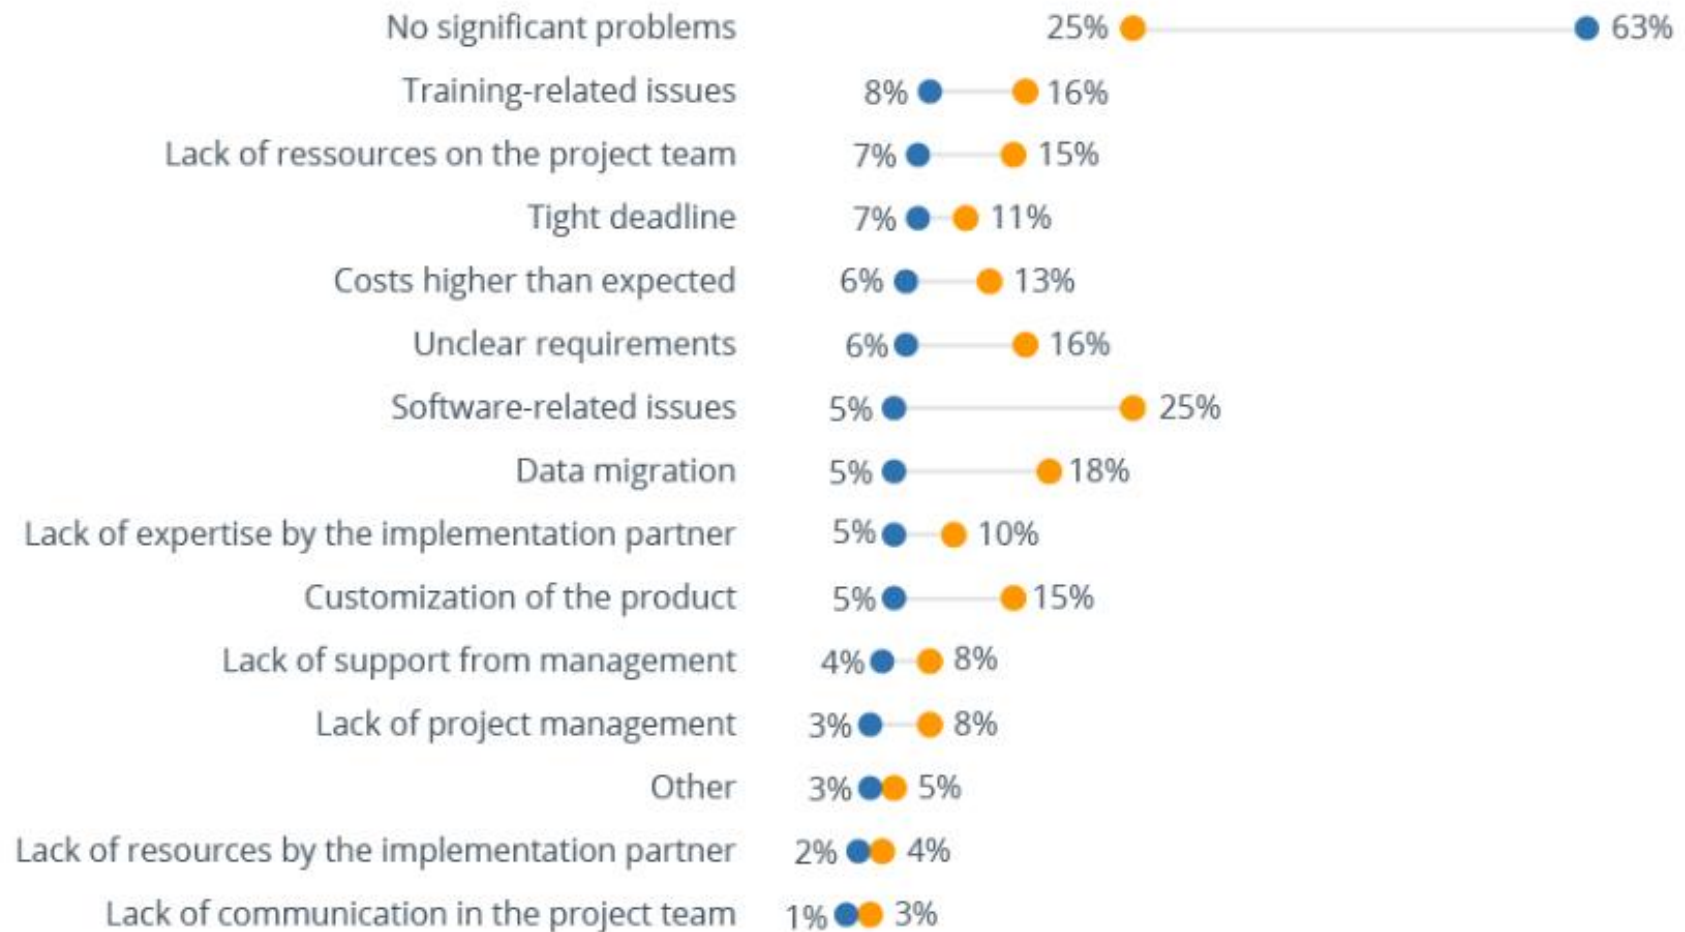 No significant problems 25% 63%
Training-related issues 8% 16%
Lack of ressources on the project team 7% 15%
Tight deadline 7% 11%
Costs higher than expected 6% 13%
Unclear requirements 6% 16%
Software-related issues 5% 25%
Data migration 5% 18%
Lack of expertise by the implementation partner 5% 10%
Customization of the product 5% 15%
Lack of support from management 4% 8%
Lack of project management 3% 8%
Other 3% 5%
Lack of resources by the implementation partner 2% 4%
Lack of communication in the project team 1% 3%